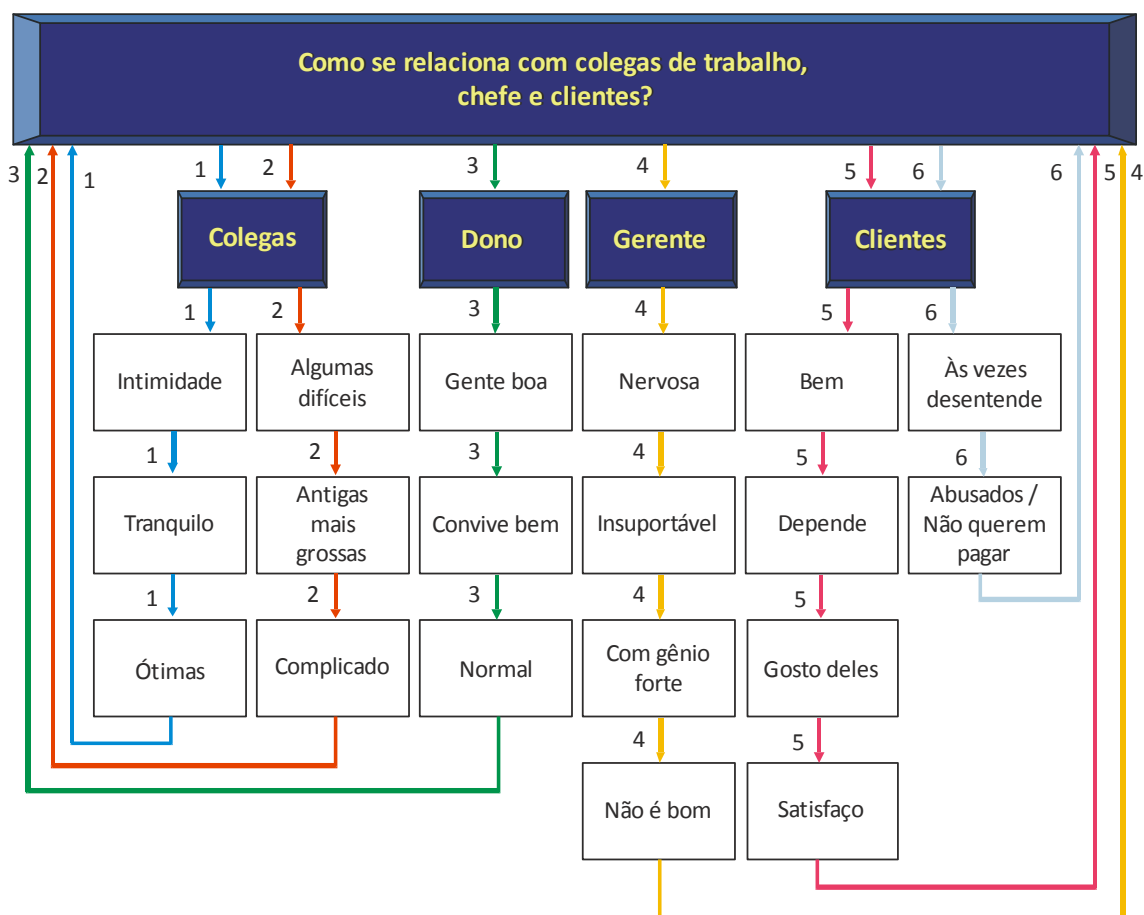 Como se relaciona com colegas de trabalho,
chefe e clientes?
3
2
1
1
2
3
4
5
6
6
5
4
Colegas
Dono
Gerente
Clientes
1
2
3
4
5
6
Intimidade
Algumas
difíceis
Gente boa
Nervosa
Bem
Às vezes
desentende
1
2
3
4
5
6
Tranquilo
Antigas
mais
grossas
Convive bem
Insuportável
Depende
Abusados /
Não querem
pagar
1
2
3
4
5
Ótimas
Complicado
Normal
Com gênio
forte
Gosto deles
4
5
Não é bom
Satisfaço